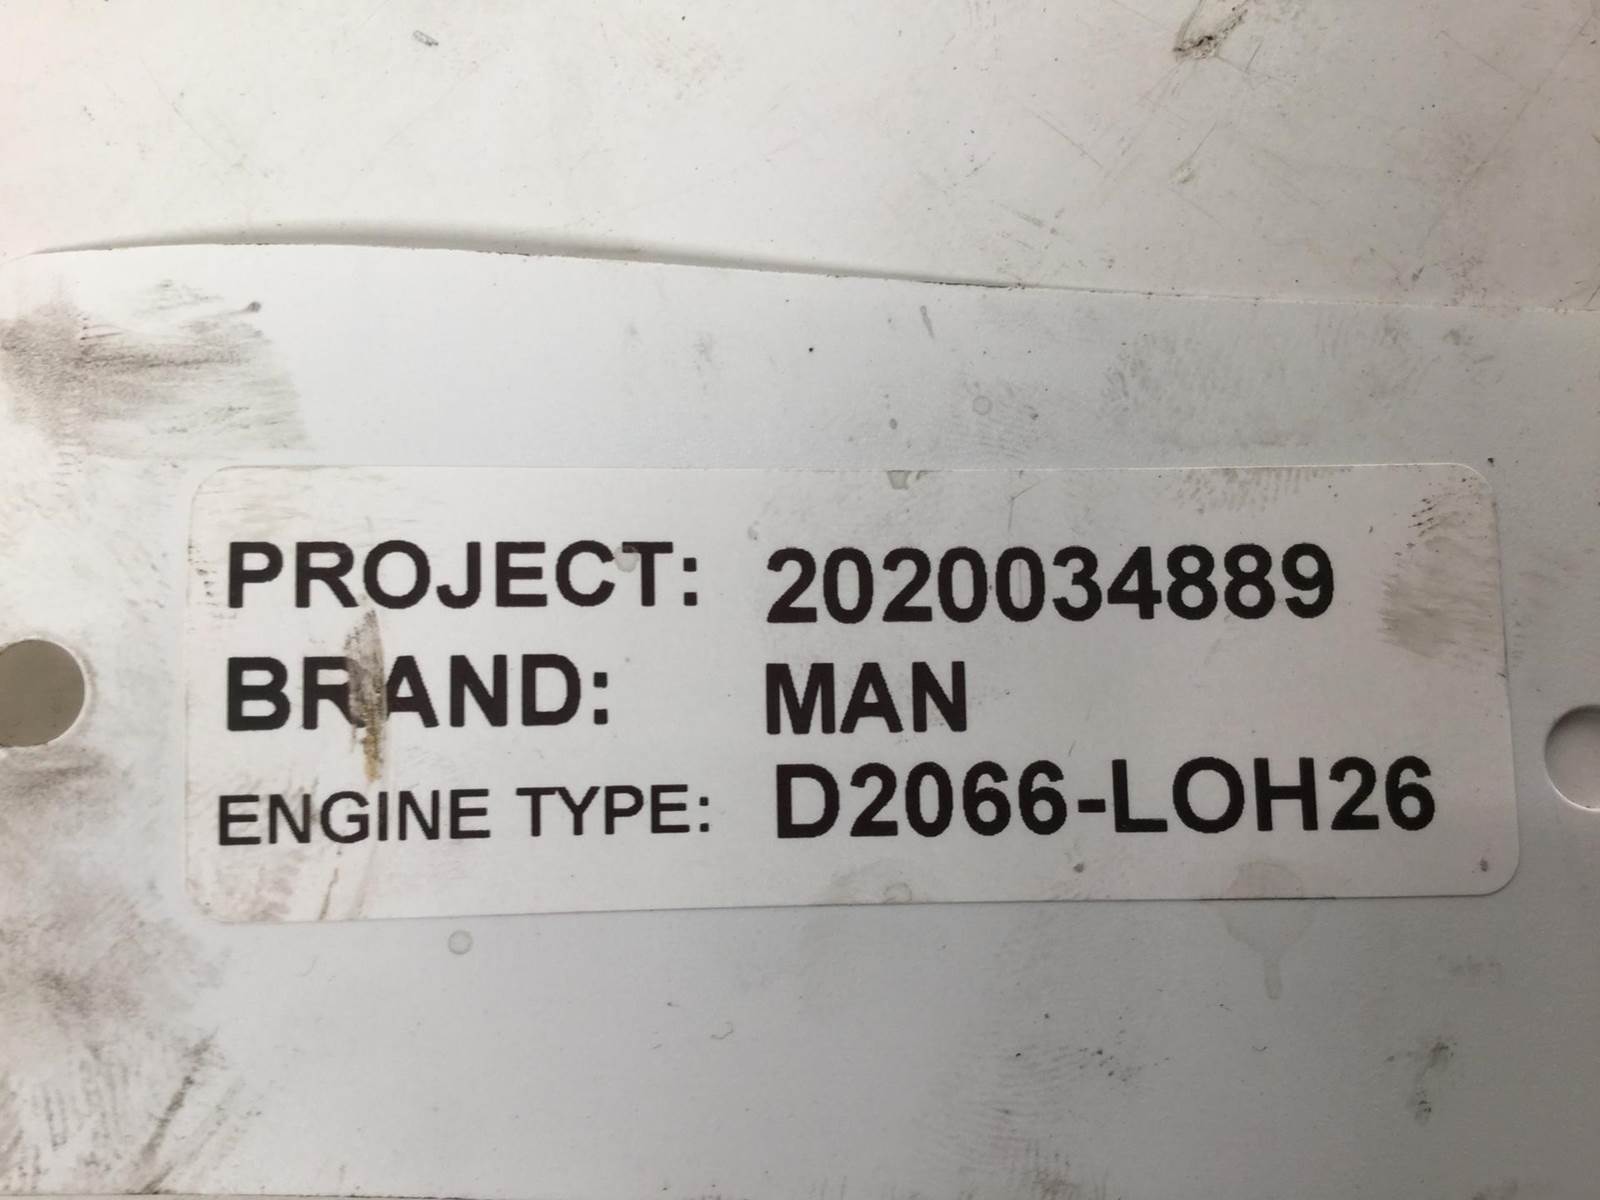 PROJECT: 2020034889
BRAND: MAN
ENGINE TYPE: D2066-LOH26